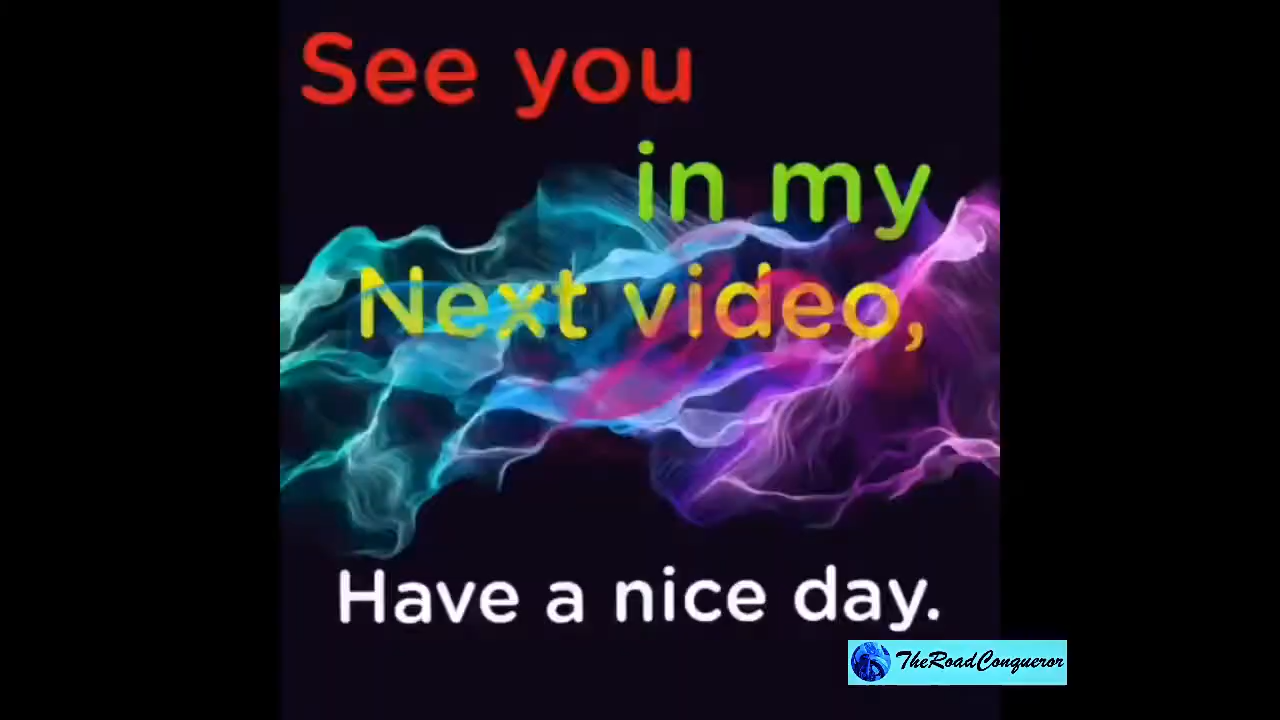 See you
in my
Next video,
Have a nice day.
TheRoadConqueror